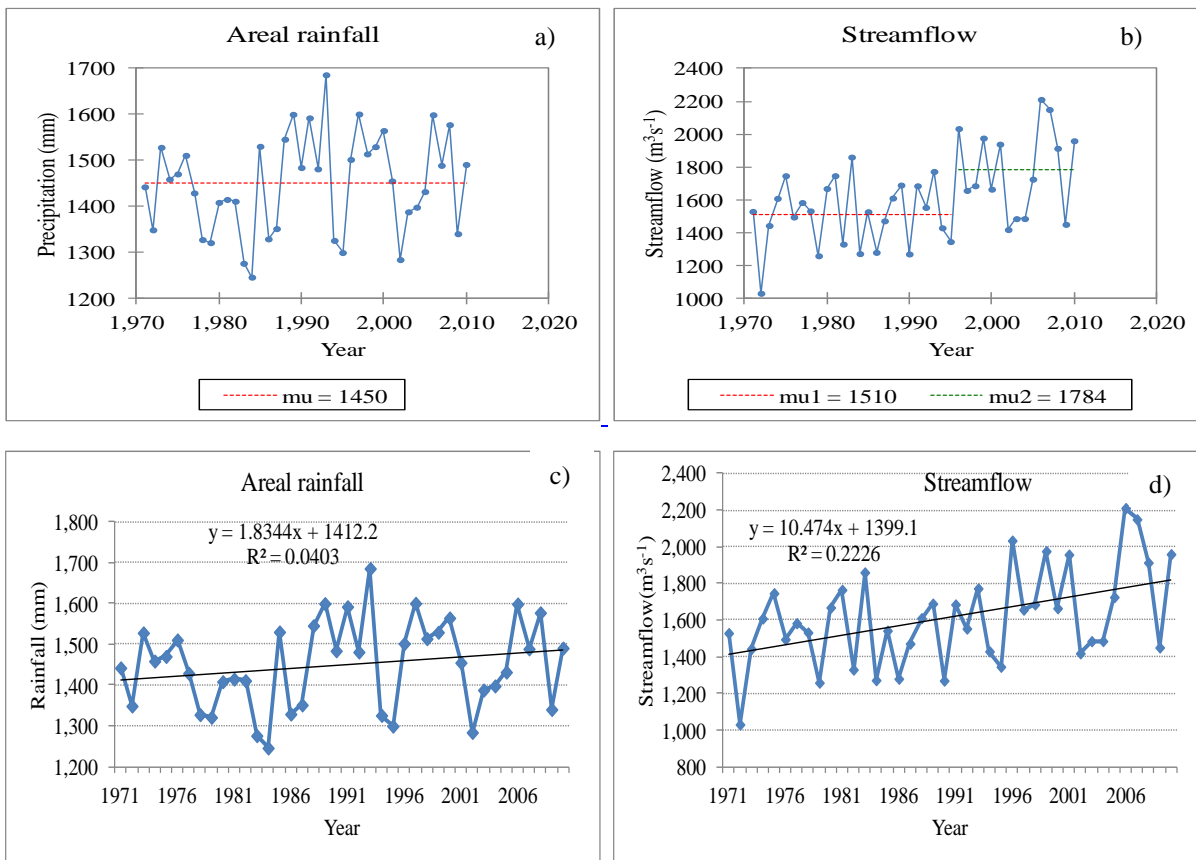 Areal rainfall
a)
Precipitation (mm)
1700
1600
1500
1400
1300
1200
1,970
1,980
1,990
2,000
2,010
2,020
Year
mu = 1450
Streamflow
b)
Streamflow (m³s⁻¹)
2400
2200
2000
1800
1600
1400
1200
1000
1,970
1,980
1,990
2,000
2,010
2,020
Year
mu1 = 1510
mu2 = 1784
Areal rainfall
c)
y = 1.8344x + 1412.2
R² = 0.0403
Rainfall (mm)
1,800
1,700
1,600
1,500
1,400
1,300
1,200
1971
1976
1981
1986
1991
1996
2001
2006
Year
Streamflow
d)
y = 10.474x + 1399.1
R² = 0.2226
Streamflow(m³ s⁻¹)
2,400
2,200
2,000
1,800
1,600
1,400
1,200
1,000
800
1971
1976
1981
1986
1991
1996
2001
2006
Year